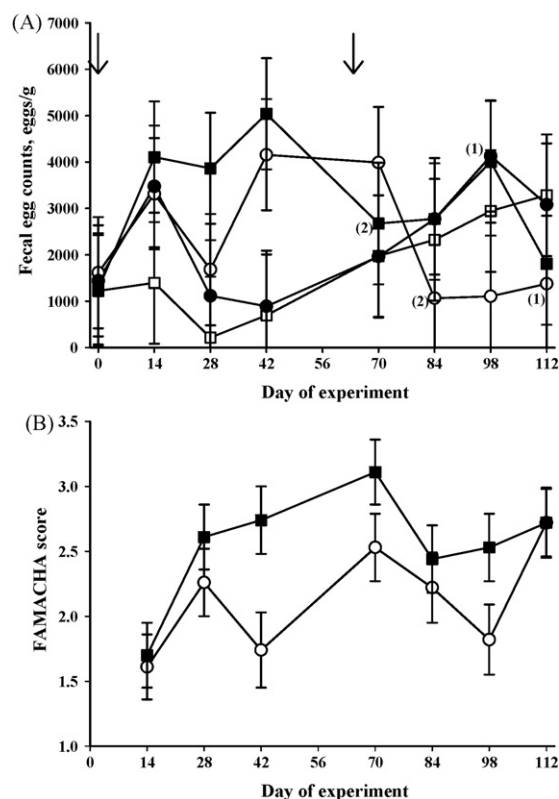 (A)
7000
6000
5000
4000
3000
2000
1000
0
Fecal egg counts, eggs/g
(1)
(2)
(2)
(1)
0 14 28 42 56 70 84 98 112
Day of experiment
(B)
3.5
3.0
2.5
2.0
1.5
1.0
FAMACHA score
0 14 28 42 56 70 84 98 112
Day of experiment